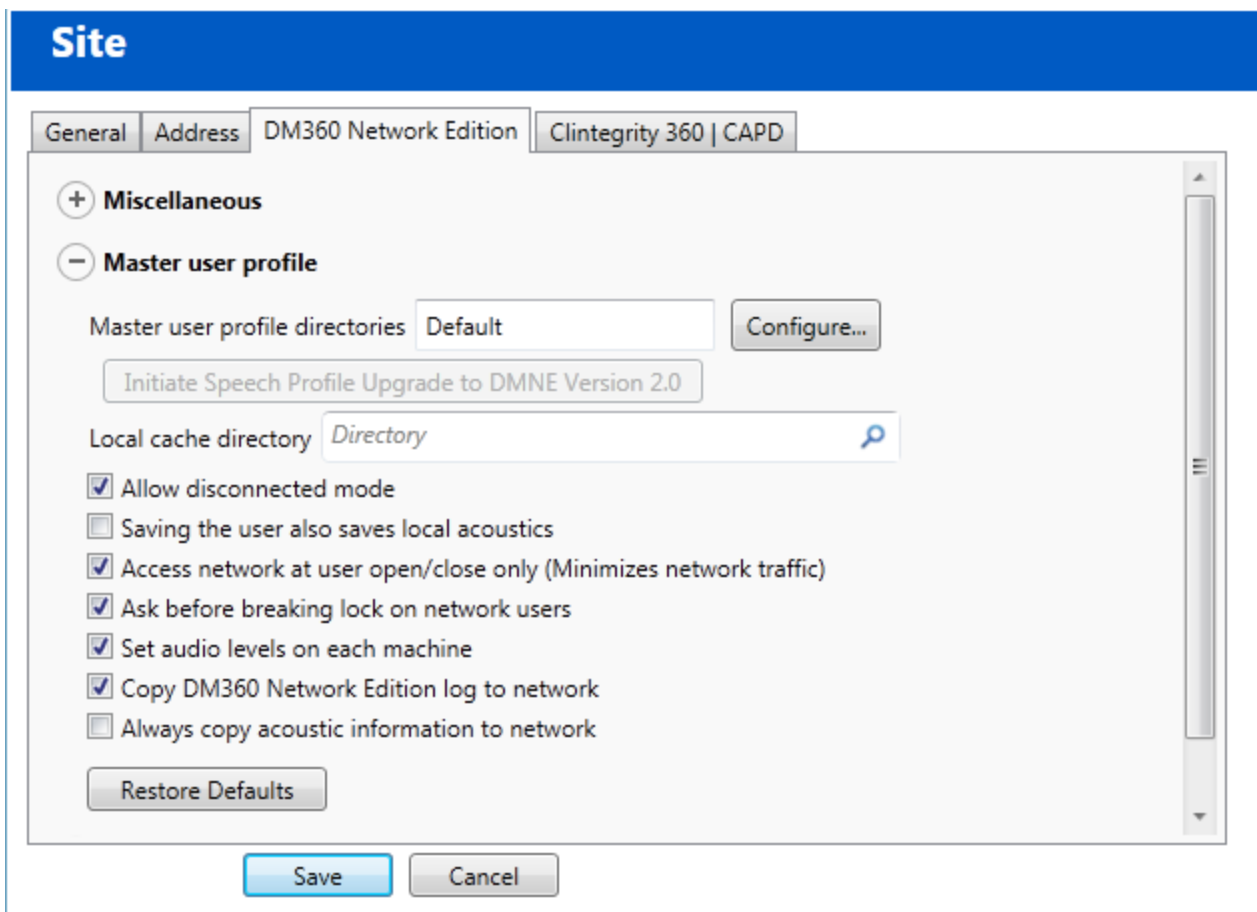 Site
General Address DM360 Network Edition Clintegrity 360 | CAPD
Miscellaneous
Master user profile
Master user profile directories Default Configure...
Initiate Speech Profile Upgrade to DMNE Version 2.0
Local cache directory Directory
Allow disconnected mode
Saving the user also saves local acoustics
Access network at user open/close only (Minimizes network traffic)
Ask before breaking lock on network users
Set audio levels on each machine
Copy DM360 Network Edition log to network
Always copy acoustic information to network
Restore Defaults
Save Cancel